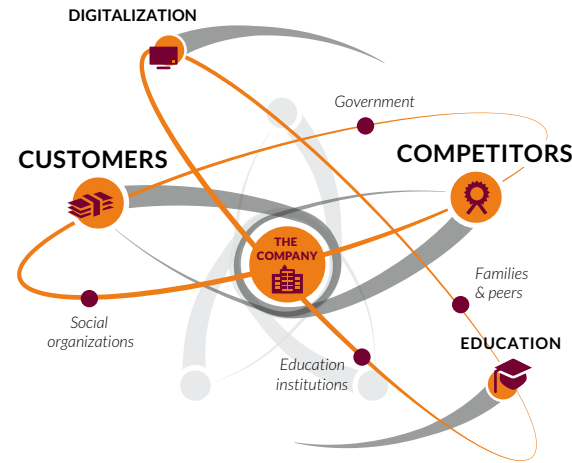 DIGITALIZATION
Government
CUSTOMERS
COMPETITORS
THE
COMPANY
Families
& peers
Social
organizations
EDUCATION
Education
institutions